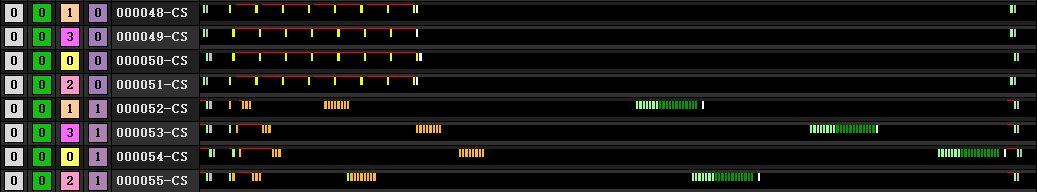 0 0 1 0 000048-CS
0 0 3 0 000049-CS
0 0 0 0 000050-CS
0 0 2 0 000051-CS
0 0 1 1 000052-CS
0 0 3 1 000053-CS
0 0 0 1 000054-CS
0 0 2 1 000055-CS